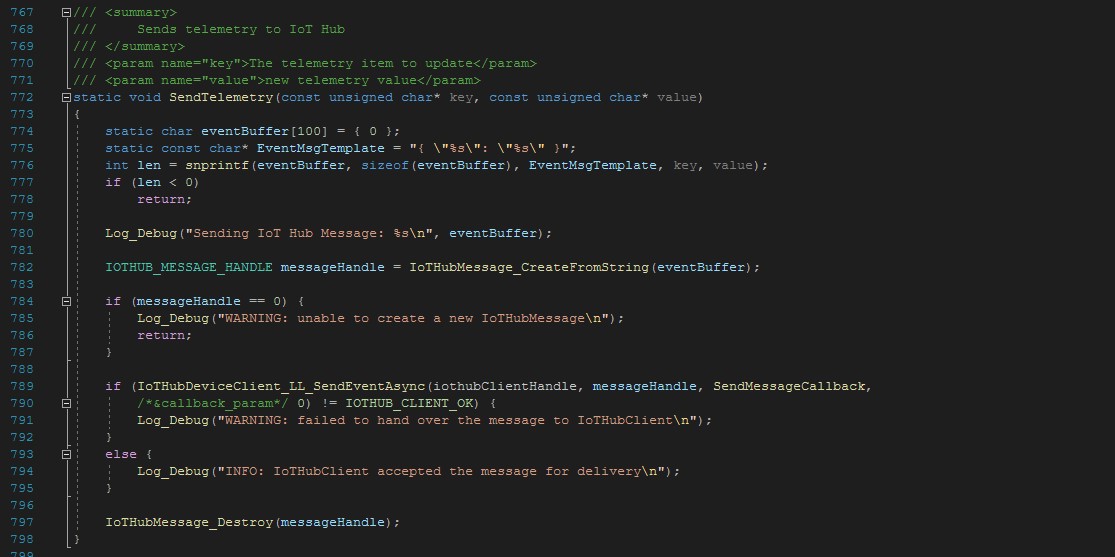 767 /// <summary>
768 ///     Sends telemetry to IoT Hub
769 /// </summary>
770 /// <param name="key">The telemetry item to update</param>
771 /// <param name="value">new telemetry value</param>
772 static void SendTelemetry(const unsigned char* key, const unsigned char* value)
773 {
774     static char eventBuffer[100] = { 0 };
775     static const char* EventMsgTemplate = "{ \"%s\": \"%s\" }";
776     int len = snprintf(eventBuffer, sizeof(eventBuffer), EventMsgTemplate, key, value);
777     if (len < 0)
778         return;
779
780     Log_Debug("Sending IoT Hub Message: %s\n", eventBuffer);
781
782     IOTHUB_MESSAGE_HANDLE messageHandle = IoTHubMessage_CreateFromString(eventBuffer);
783
784     if (messageHandle == 0) {
785         Log_Debug("WARNING: unable to create a new IoTHubMessage\n");
786         return;
787     }
788
789     if (IoTHubDeviceClient_LL_SendEventAsync(iothubClientHandle, messageHandle, SendMessageCallback,
790         /*&callback_param*/ 0) != IOTHUB_CLIENT_OK) {
791         Log_Debug("WARNING: failed to hand over the message to IoTHubClient\n");
792     }
793     else {
794         Log_Debug("INFO: IoTHubClient accepted the message for delivery\n");
795     }
796
797     IoTHubMessage_Destroy(messageHandle);
798 }
799